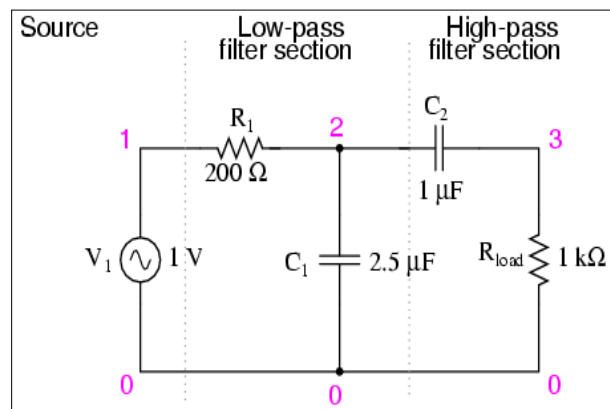 Source
Low-pass
filter section
High-pass
filter section
1
R1
200 Ω
2
C2
1 μF
3
V1
1 V
C1
2.5 μF
Rload
1 kΩ
0
0
0